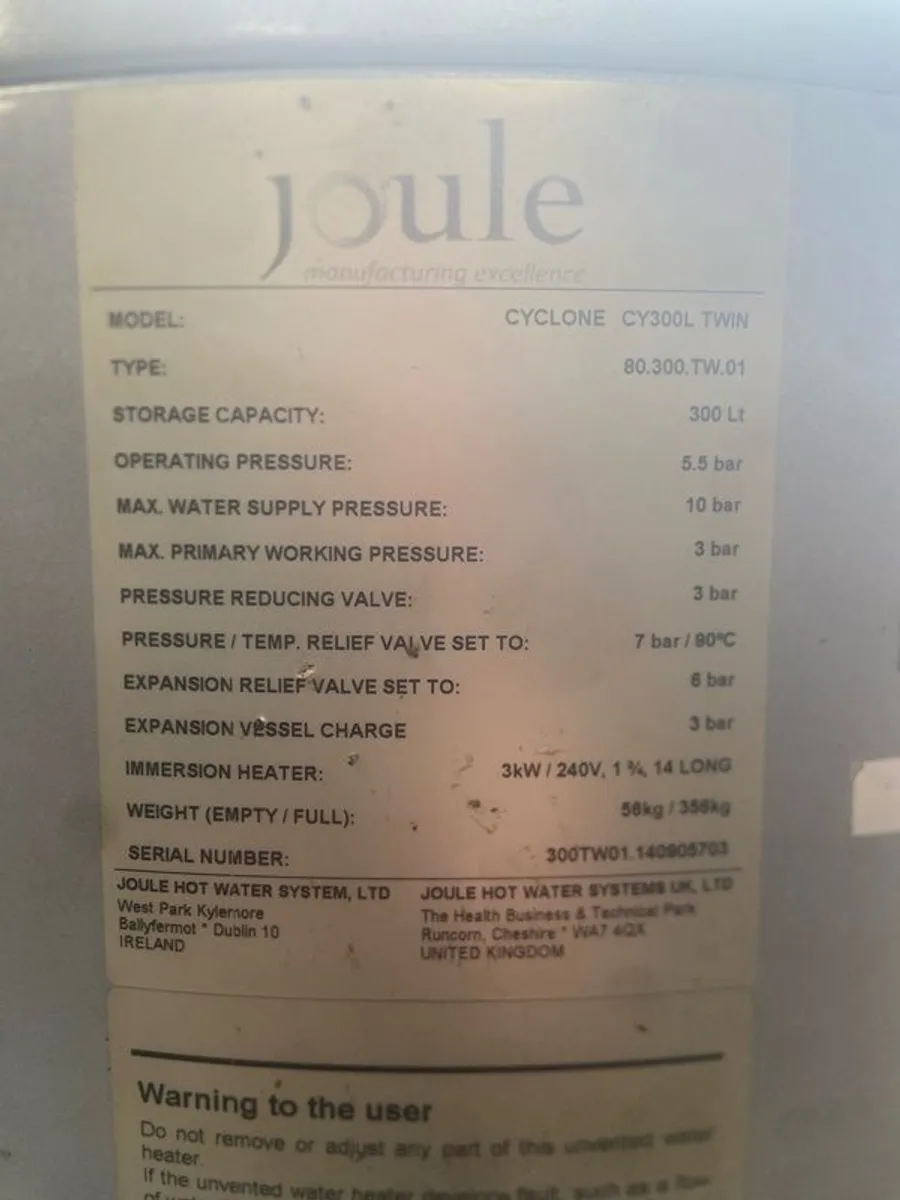 joule
manufacturing excellence
MODEL: CYCLONE CY300L TWIN
TYPE: 80.300.TW.01
STORAGE CAPACITY: 300 Lt
OPERATING PRESSURE: 5.5 bar
MAX. WATER SUPPLY PRESSURE: 10 bar
MAX. PRIMARY WORKING PRESSURE: 3 bar
PRESSURE REDUCING VALVE: 3 bar
PRESSURE / TEMP. RELIEF VALVE SET TO: 7 bar / 90ºC
EXPANSION RELIEF VALVE SET TO: 6 bar
EXPANSION VESSEL CHARGE 3 bar
IMMERSION HEATER: 3kW / 240V, 1 ¾, 14 LONG
WEIGHT (EMPTY / FULL): 56kg / 356kg
SERIAL NUMBER: 300TW01.140905703
JOULE HOT WATER SYSTEM, LTD
West Park Kylemore
Ballyfermot * Dublin 10
IRELAND
JOULE HOT WATER SYSTEMS UK, LTD
The Health Business & Technical Park
Runcorn, Cheshire * WA7 4QX
UNITED KINGDOM
Warning to the user
Do not remove or adjust any part of this unvented water
heater.
If the unvented water heater develops fault, such as a flow